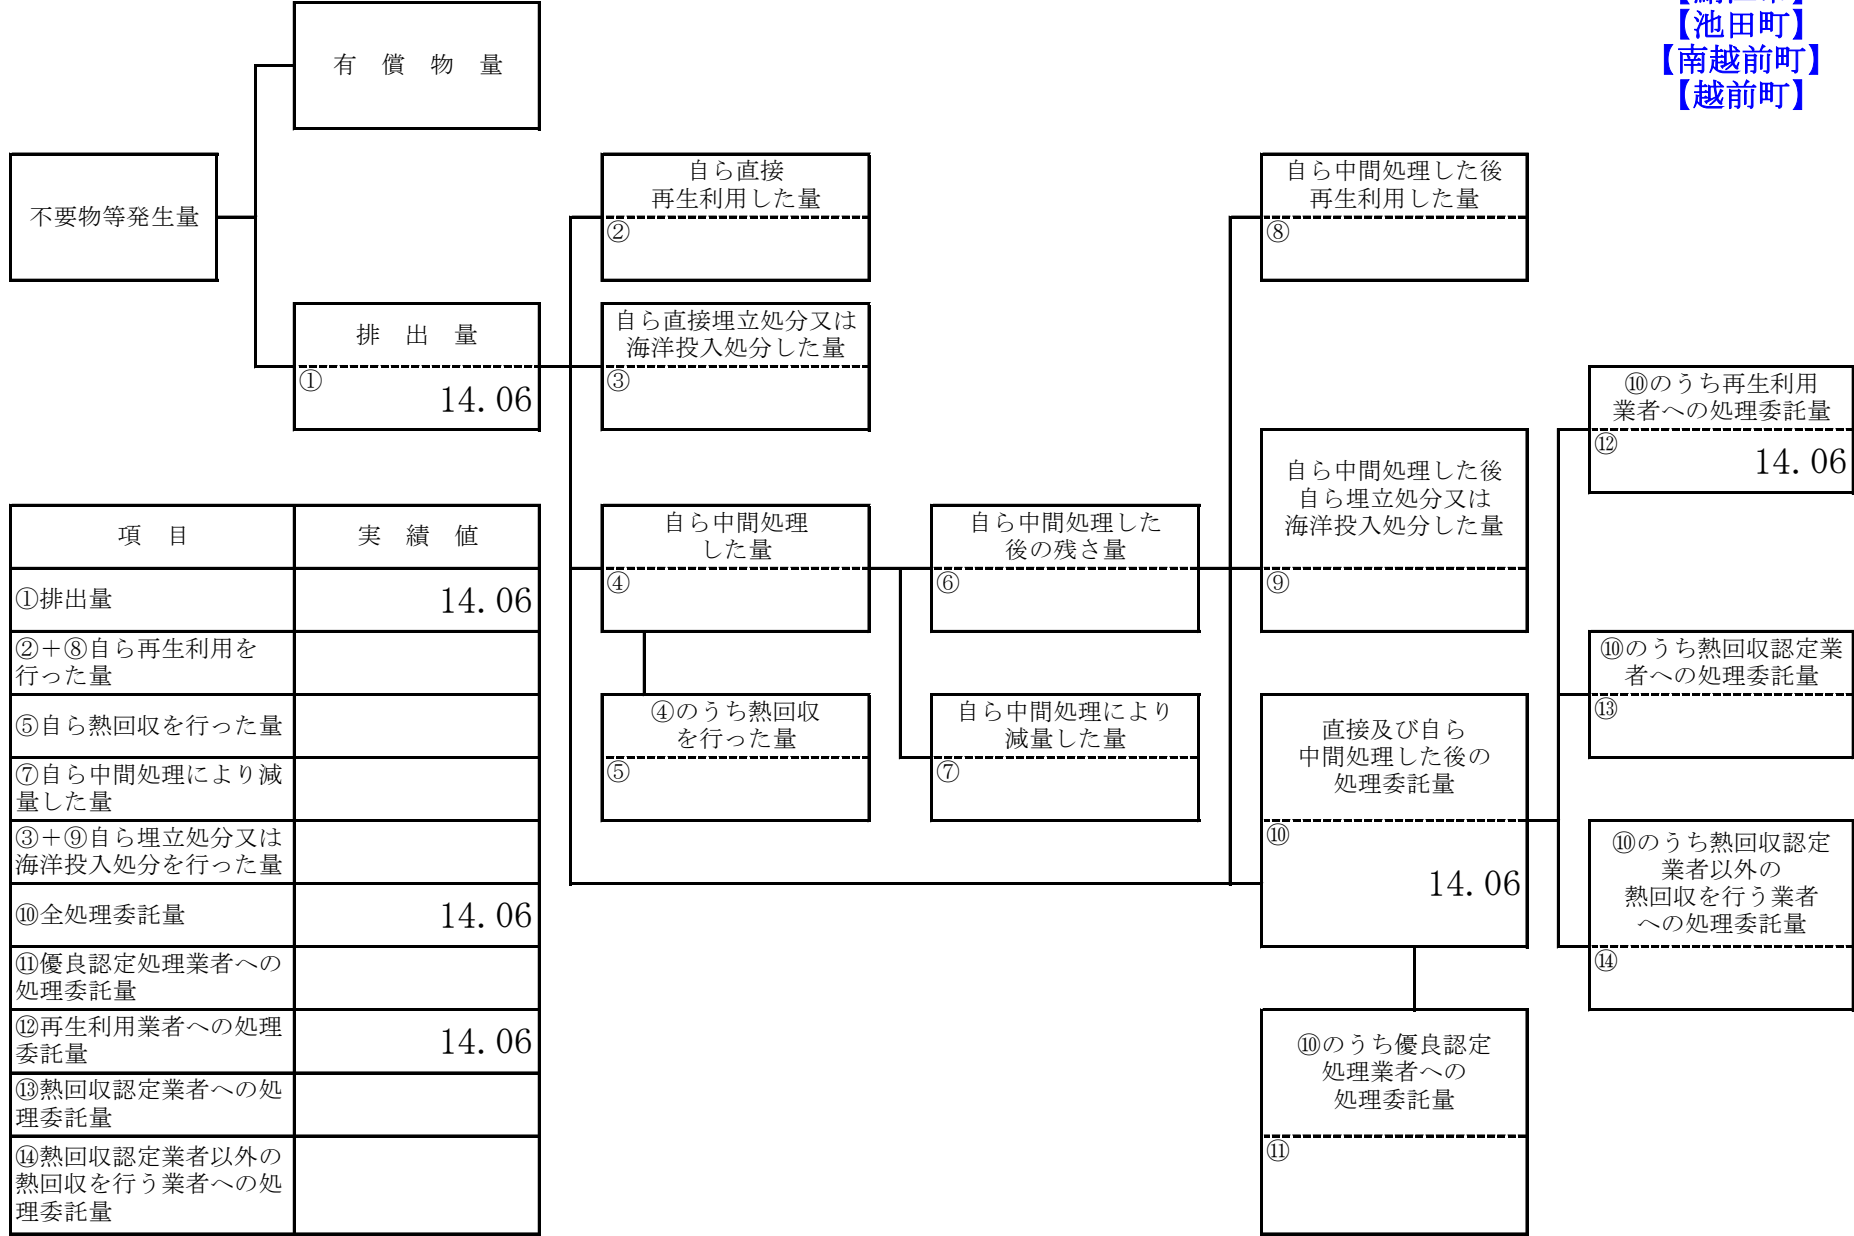 【池田町】
【南越前町】
【越前町】
有　償　物　量
不要物等発生量
排　出　量
①
14.06
自ら直接
再生利用した量
②
自ら直接埋立処分又は
海洋投入処分した量
③
自ら中間処理
した量
④
④のうち熱回収
を行った量
⑤
自ら中間処理した
後の残さ量
⑥
自ら中間処理により
減量した量
⑦
自ら中間処理した後
再生利用した量
⑧
自ら中間処理した後
自ら埋立処分又は
海洋投入処分した量
⑨
直接及び自ら
中間処理した後の
処理委託量
⑩
14.06
⑩のうち優良認定
処理業者への
処理委託量
⑪
⑩のうち再生利用
業者への処理委託量
⑫
14.06
⑩のうち熱回収認定業
者への処理委託量
⑬
⑩のうち熱回収認定
業者以外の
熱回収を行う業者
への処理委託量
⑭
項　目
実　績　値
①排出量
14.06
②＋⑧自ら再生利用を
行った量
⑤自ら熱回収を行った量
⑦自ら中間処理により減
量した量
③＋⑨自ら埋立処分又は
海洋投入処分を行った量
⑩全処理委託量
14.06
⑪優良認定処理業者への
処理委託量
⑫再生利用業者への処理
委託量
14.06
⑬熱回収認定業者への処
理委託量
⑭熱回収認定業者以外の
熱回収を行う業者への処
理委託量